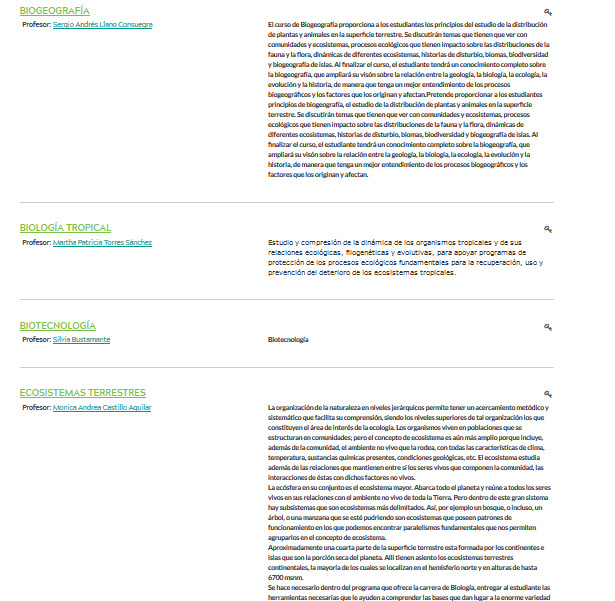 BIOGEOGRAFÍA
Profesor: Sergio Andrés Llano Consuegra
El curso de Biogeografía proporciona a los estudiantes los principios del estudio de la distribución
de plantas y animales en la superficie terrestre. Se discutirán temas que tienen que ver con
comunidades y ecosistemas, procesos ecológicos que tienen impacto sobre las distribuciones de la
fauna y la flora, dinámicas de diferentes ecosistemas, historias de disturbio, biomas, biodiversidad
y biogeografía de islas. Al finalizar el curso, el estudiante tendrá un conocimiento completo sobre
la biogeografía, que ampliará su visón sobre la relación entre la geología, la biología, la ecología, la
evolución y la historia, de manera que tenga un mejor entendimiento de los procesos
biogeográficos y los factores que los originan y afectan.Pretende proporcionar a los estudiantes
principios de biogeografía, el estudio de la distribución de plantas y animales en la superficie
terrestre. Se discutirán temas que tienen que ver con comunidades y ecosistemas, procesos
ecológicos que tienen impacto sobre las distribuciones de la fauna y la flora, dinámicas de
diferentes ecosistemas, historias de disturbio, biomas, biodiversidad y biogeografía de islas. Al
finalizar el curso, el estudiante tendrá un conocimiento completo sobre la biogeografía, que
ampliará su visón sobre la relación entre la geología, la biología, la ecología, la evolución y la
historia, de manera que tenga un mejor entendimiento de los procesos biogeográficos y los
factores que los originan y afectan.
BIOLOGÍA TROPICAL
Profesor: Martha Patricia Torres Sánchez
Estudio y compresión de la dinámica de los organismos tropicales y de sus
relaciones ecológicas, filogenéticas y evolutivas, para apoyar programas de
protección de los procesos ecológicos fundamentales para la recuperación, uso y
prevención del deterioro de los ecosistemas tropicales.
BIOTECNOLOGÍA
Profesor: Silvia Bustamante
Biotecnología
ECOSISTEMAS TERRESTRES
Profesor: Monica Andrea Castillo Aguilar
La organización de la naturaleza en niveles jerárquicos permite tener un acercamiento metódico y
sistemático que facilita su comprensión, siendo los niveles superiores de tal organización los que
constituyen el área de interés de la ecología. Los organismos viven en poblaciones que se
estructuran en comunidades; pero el concepto de ecosistema es aún más amplio porque incluye,
además de la comunidad, el ambiente no vivo que la rodea, con todas las características de clima,
temperatura, sustancias químicas presentes, condiciones geológicas, etc. El ecosistema estudia
además de las relaciones que mantienen entre sí los seres vivos que componen la comunidad, las
interacciones de éstas con dichos factores no vivos.
La ecósfera en su conjunto es el ecosistema mayor. Abarca todo el planeta y reúne a todos los seres
vivos en sus relaciones con el ambiente no vivo de toda la Tierra. Pero dentro de este gran sistema
hay subsistemas que son ecosistemas más delimitados. Así, por ejemplo un bosque, o incluso, un
árbol, o una manzana que se esté pudriendo son ecosistemas que poseen patrones de
funcionamiento en los que podemos encontrar paralelismos fundamentales que nos permiten
agruparlos en el concepto de ecosistema.
Aproximadamente una cuarta parte de la superficie terrestre esta formada por los continentes e
islas que son la porción seca del planeta. Allí tienen asiento los ecosistemas terrestres
continentales, la mayoría de los cuales se localizan en el hemisferio norte y en alturas de hasta
6700 msnm.
Se hace necesario dentro del programa que ofrece la carrera de Biología, entregar al estudiante las
herramientas necesarias que le ayuden a comprender las bases que dan lugar a la enorme variedad